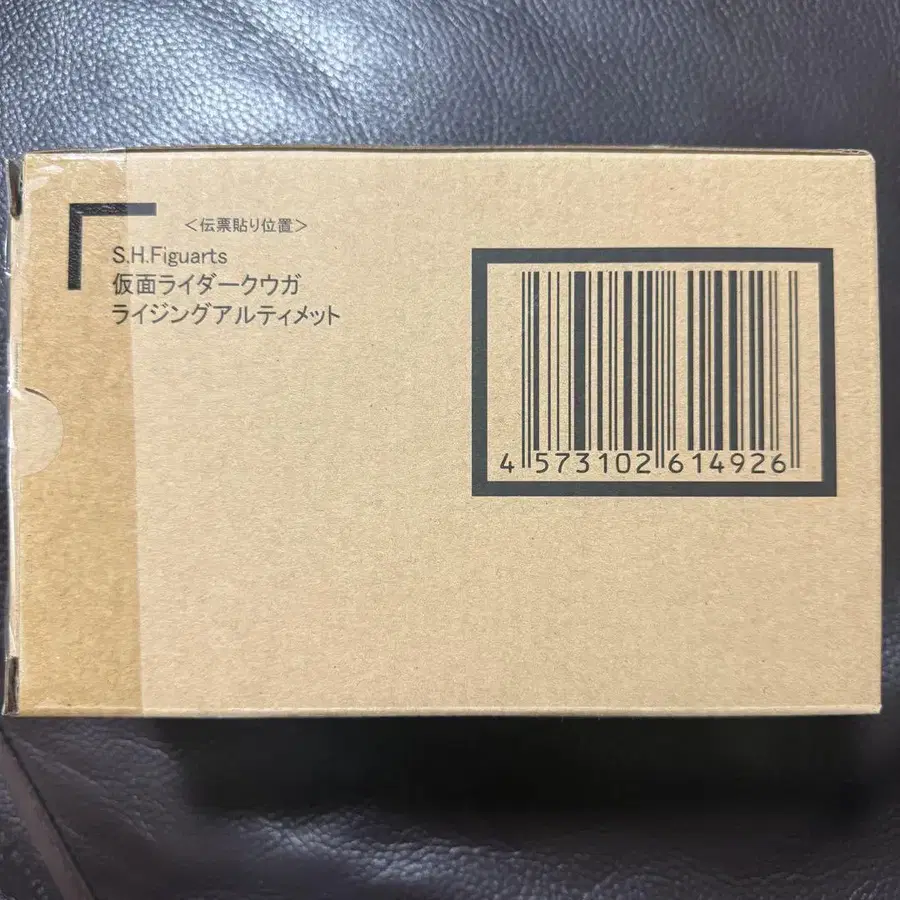 ＜伝票貼り位置＞
S.H.Figuarts
仮面ライダークウガ
ライジングアルティメット
4 573102 614926